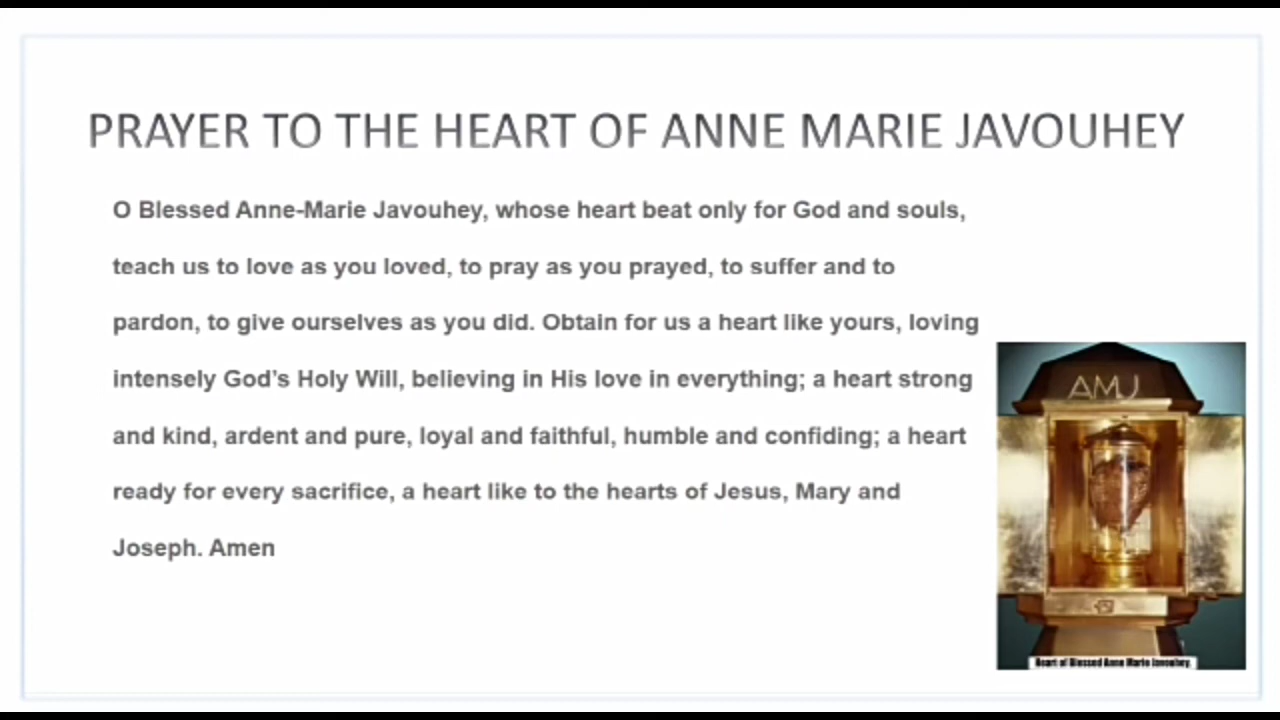 PRAYER TO THE HEART OF ANNE MARIE JAVOUHEY
O Blessed Anne-Marie Javouhey, whose heart beat only for God and souls,
teach us to love as you loved, to pray as you prayed, to suffer and to
pardon, to give ourselves as you did. Obtain for us a heart like yours, loving
intensely God's Holy Will, believing in His love in everything; a heart strong
and kind, ardent and pure, loyal and faithful, humble and confiding; a heart
ready for every sacrifice, a heart like to the hearts of Jesus, Mary and
Joseph. Amen
AMJ
Heart of Blessed Anne Marie Javouhey.